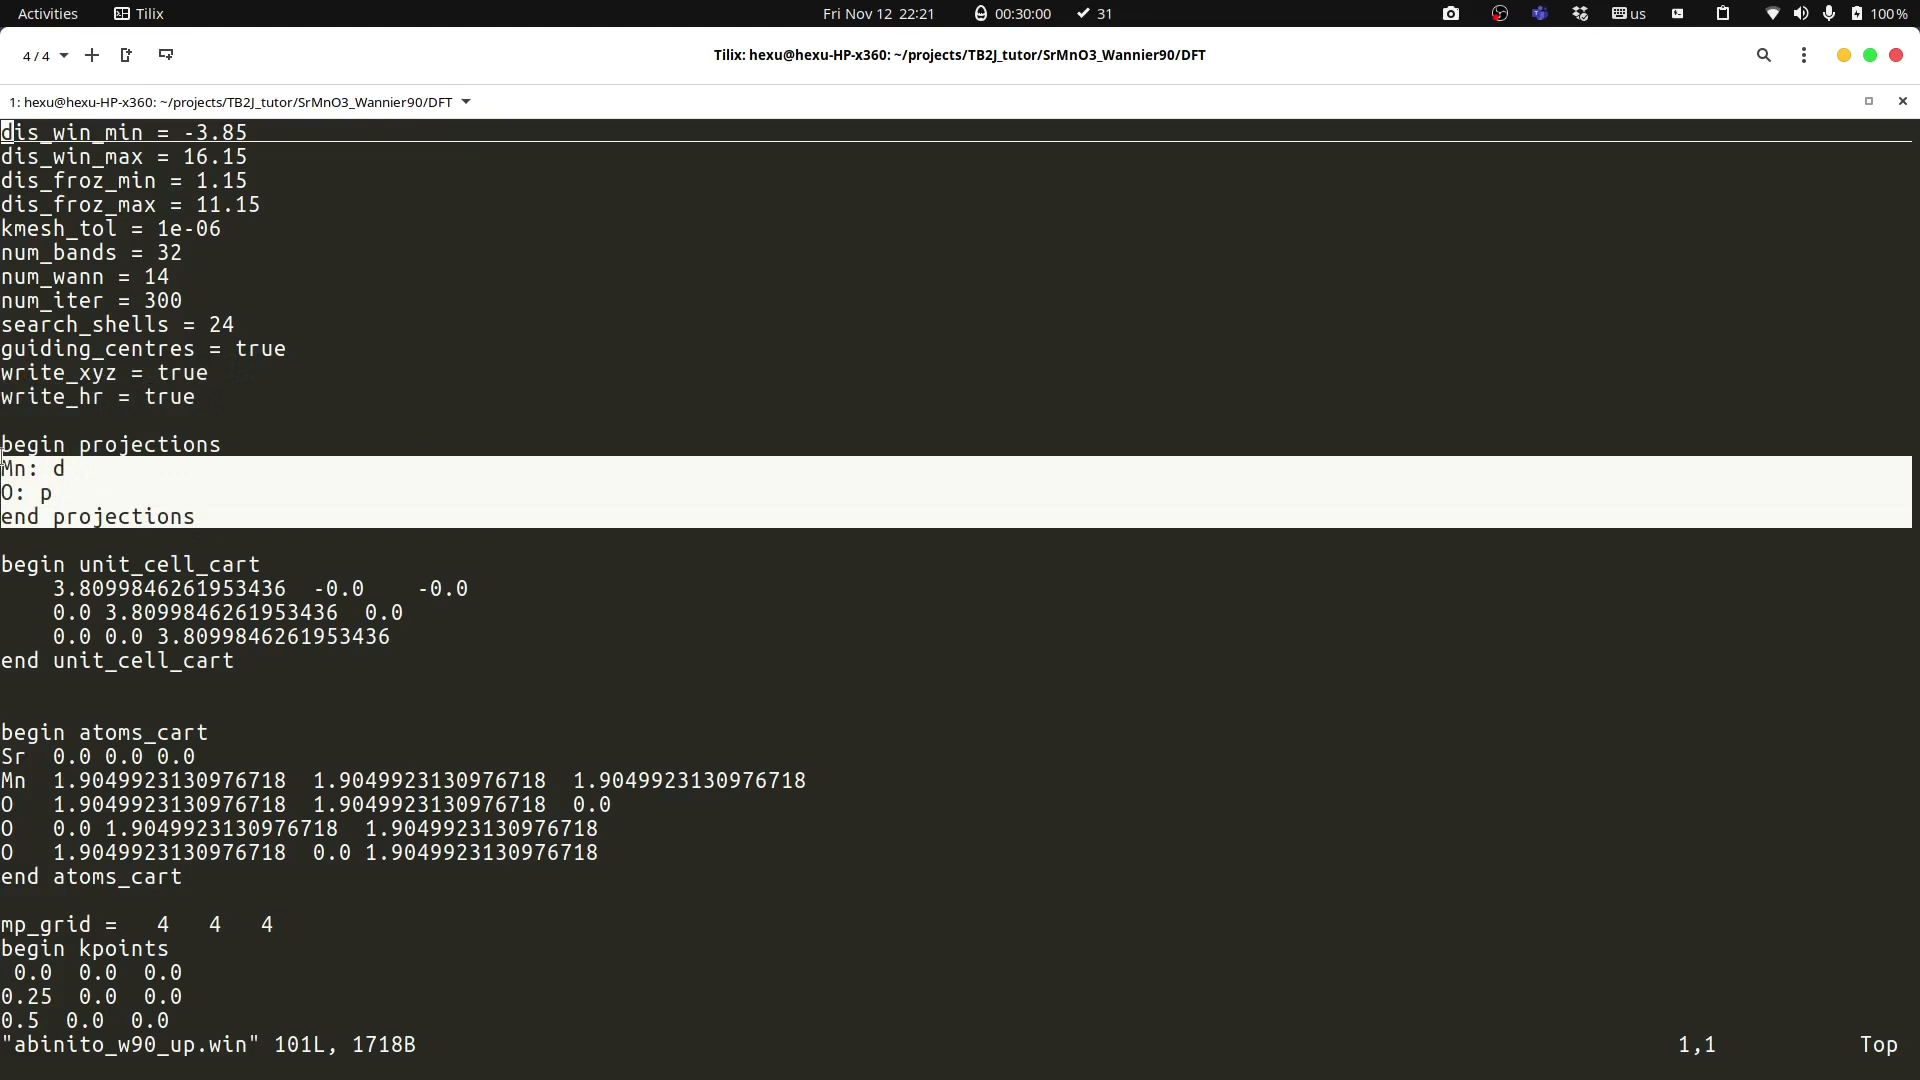 Activities Tilix Fri Nov 12 22:21 00:30:00 31 us 100%
4 / 4 Tilix: hexu@hexu-HP-x360: ~/projects/TB2J_tutor/SrMnO3_Wannier90/DFT
1: hexu@hexu-HP-x360: ~/projects/TB2J_tutor/SrMnO3_Wannier90/DFT
dis_win_min = -3.85
dis_win_max = 16.15
dis_froz_min = 1.15
dis_froz_max = 11.15
kmesh_tol = 1e-06
num_bands = 32
num_wann = 14
num_iter = 300
search_shells = 24
guiding_centres = true
write_xyz = true
write_hr = true
begin projections
Mn: d
O: p
end projections
begin unit_cell_cart
3.8099846261953436 -0.0 -0.0
0.0 3.8099846261953436 0.0
0.0 0.0 3.8099846261953436
end unit_cell_cart
begin atoms_cart
Sr 0.0 0.0 0.0
Mn 1.9049923130976718 1.9049923130976718 1.9049923130976718
O 1.9049923130976718 1.9049923130976718 0.0
O 0.0 1.9049923130976718 1.9049923130976718
O 1.9049923130976718 0.0 1.9049923130976718
end atoms_cart
mp_grid = 4 4 4
begin kpoints
0.0 0.0 0.0
0.25 0.0 0.0
0.5 0.0 0.0
"abinito_w90_up.win" 101L, 1718B 1,1 Top